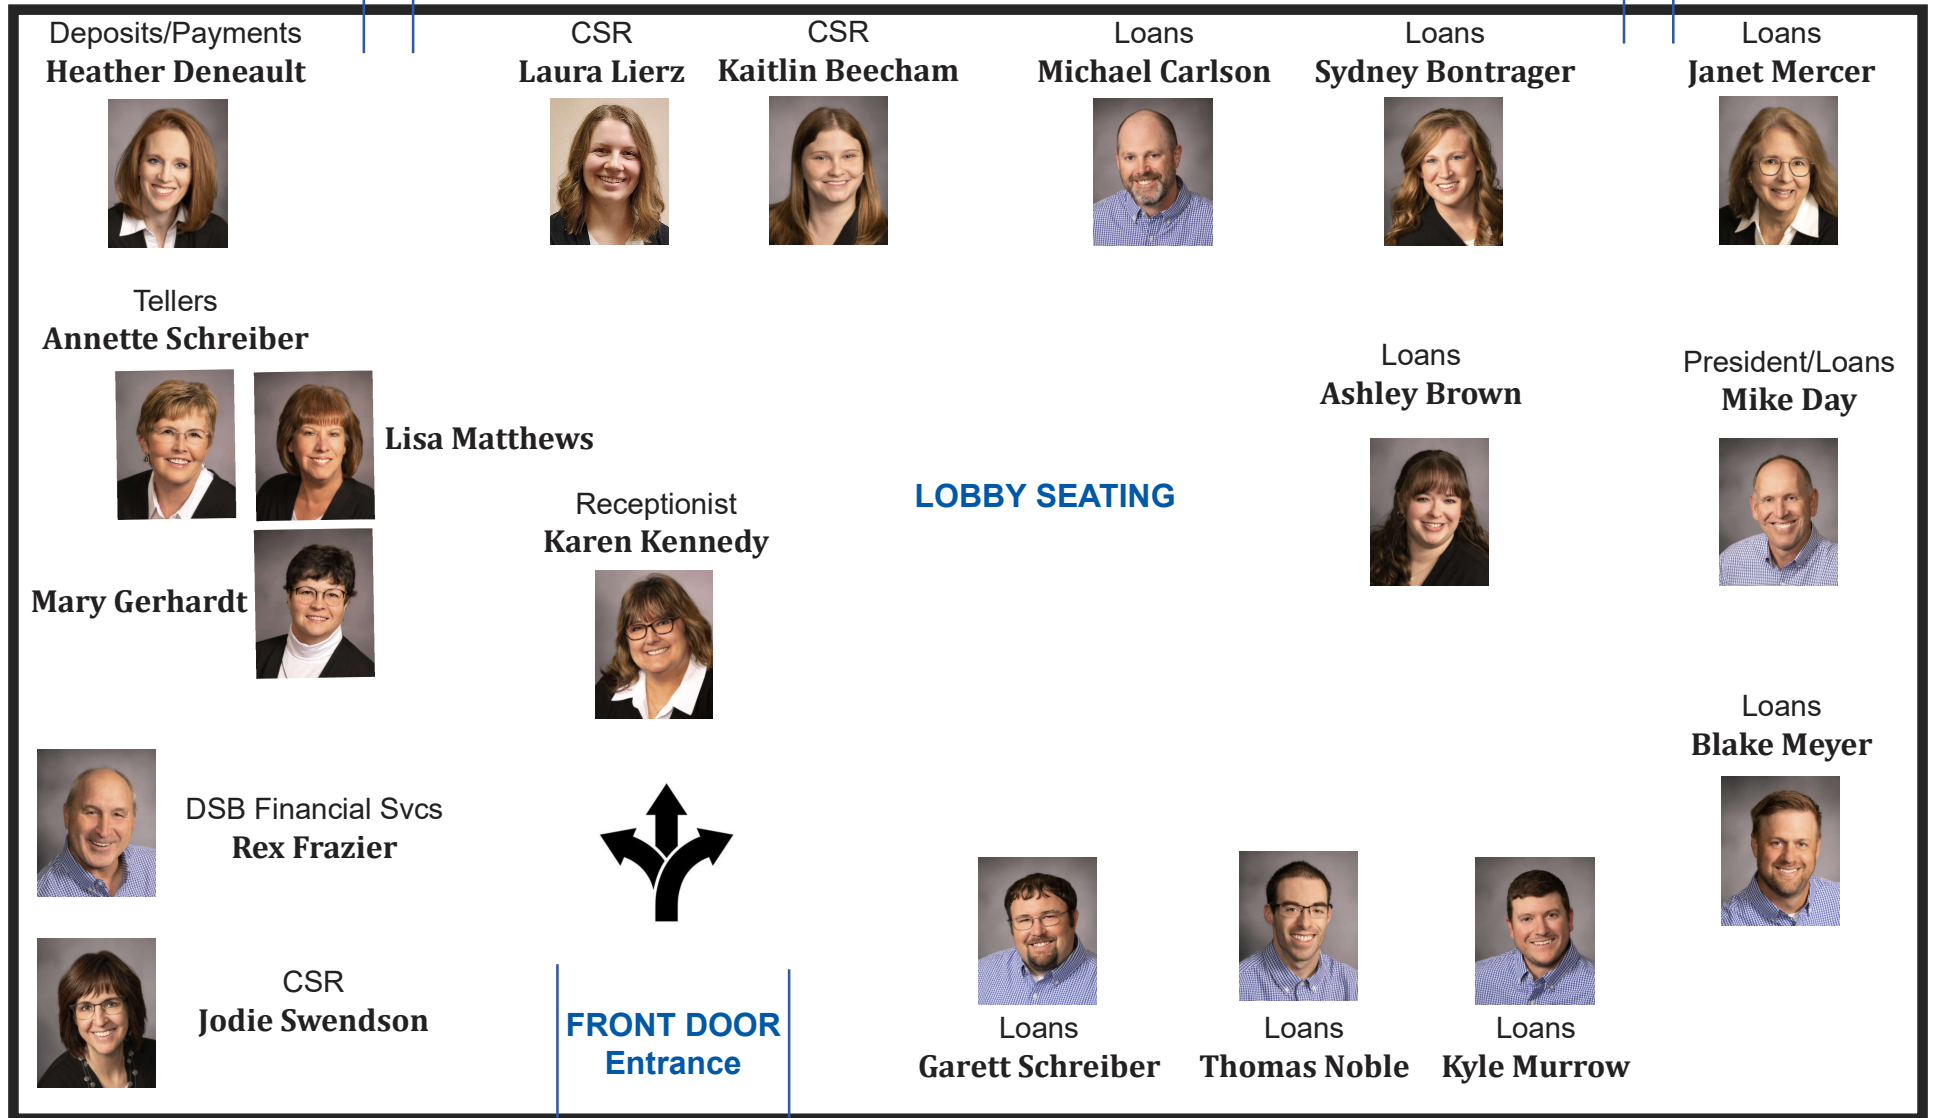 Deposits/Payments
Heather Deneault
CSR
Laura Lierz
CSR
Kaitlin Beecham
Loans
Michael Carlson
Loans
Sydney Bontrager
Loans
Janet Mercer
Tellers
Annette Schreiber
Lisa Matthews
Mary Gerhardt
Receptionist
Karen Kennedy
LOBBY SEATING
Loans
Ashley Brown
President/Loans
Mike Day
Loans
Blake Meyer
DSB Financial Svcs
Rex Frazier
CSR
Jodie Swendson
FRONT DOOR
Entrance
Loans
Garett Schreiber
Loans
Thomas Noble
Loans
Kyle Murrow